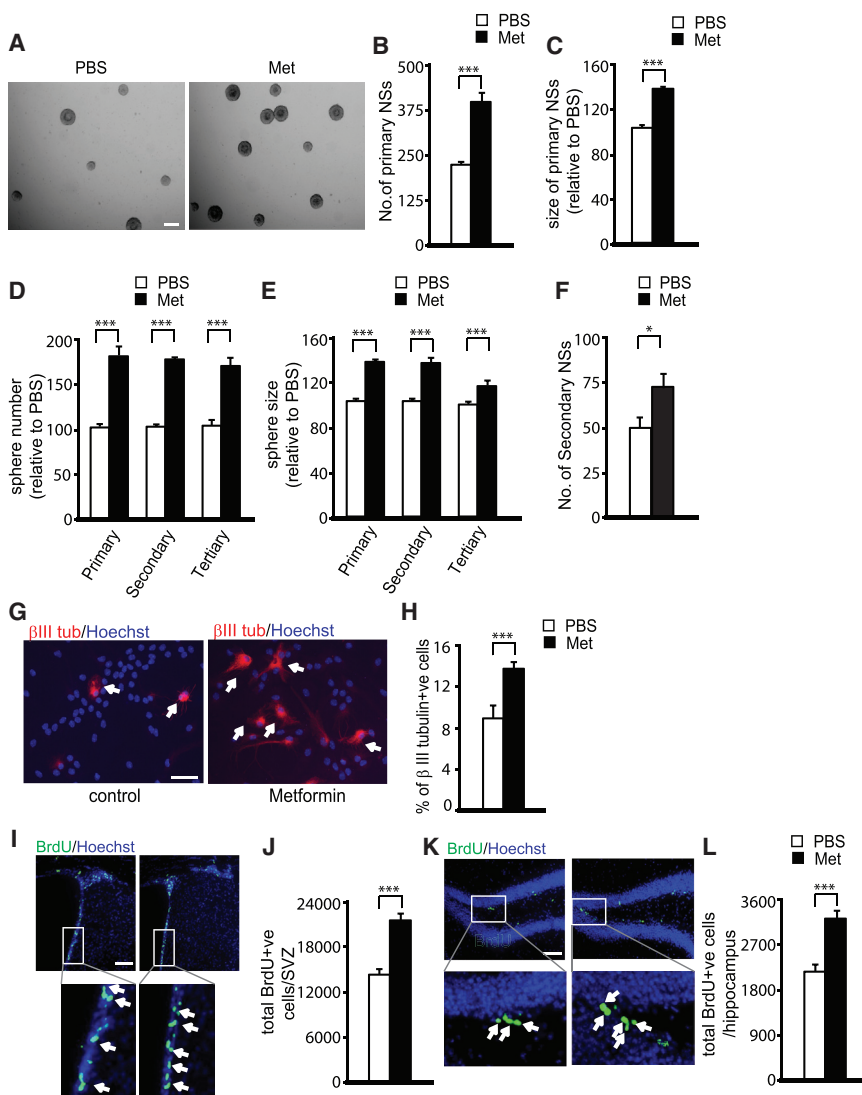 A
PBS
Met
B
PBS
Met
***
No.of primary NSs
500
375
250
125
0
C
PBS
Met
***
size of primary NSs
(relative to PBS)
160
120
80
40
0
D
PBS
Met
***
***
***
sphere number
(relative to PBS)
200
150
100
50
0
Primary
Secondary
Tertiary
E
PBS
Met
***
***
***
sphere size
(relative to PBS)
160
120
80
40
0
Primary
Secondary
Tertiary
F
PBS
Met
*
No. of Secondary NSs
100
75
50
25
0
G
βIII tub/Hoechst
βIII tub/Hoechst
control
Metformin
H
PBS
Met
***
% of β III tubulin+ve cells
16
12
8
4
0
I
BrdU/Hoechst
J
***
total BrdU+ve
cells/SVZ
24000
18000
12000
6000
0
K
BrdU/Hoechst
BrdU
L
PBS
Met
***
total BrdU+ve cells
/hippocampus
3600
2700
1800
900
0